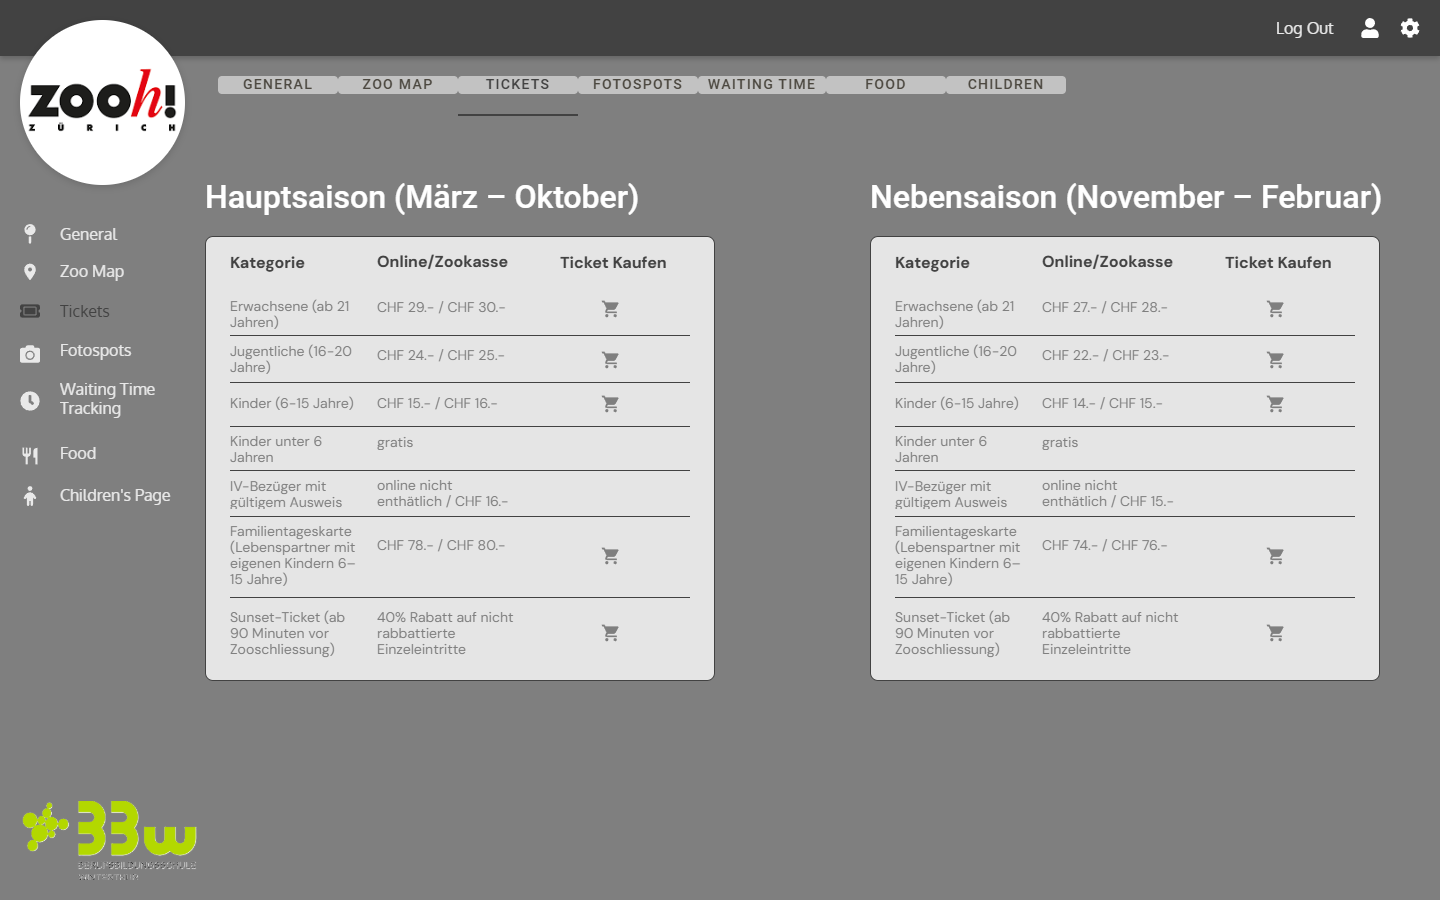 Log Out
zooh!
ZÜRICH
GENERAL
ZOO MAP
TICKETS
FOTOSPOTS
WAITING TIME
FOOD
CHILDREN
General
Zoo Map
Tickets
Fotospots
Waiting Time
Tracking
Food
Children's Page
Hauptsaison (März – Oktober)
Kategorie Online/Zookasse Ticket Kaufen
Erwachsene (ab 21
Jahren)
CHF 29.- / CHF 30.-
Jugentliche (16-20
Jahre)
CHF 24.- / CHF 25.-
Kinder (6-15 Jahre)
CHF 15.- / CHF 16.-
Kinder unter 6
Jahren
gratis
IV-Bezüger mit
gültigem Ausweis
online nicht
enthätlich / CHF 16.-
Familientageskarte
(Lebenspartner mit
eigenen Kindern 6–
15 Jahre)
CHF 78.- / CHF 80.-
Sunset-Ticket (ab
90 Minuten vor
Zooschliessung)
40% Rabatt auf nicht
rabbattierte
Einzeleintritte
Nebensaison (November – Februar)
Kategorie Online/Zookasse Ticket Kaufen
Erwachsene (ab 21
Jahren)
CHF 27.- / CHF 28.-
Jugentliche (16-20
Jahre)
CHF 22.- / CHF 23.-
Kinder (6-15 Jahre)
CHF 14.- / CHF 15.-
Kinder unter 6
Jahren
gratis
IV-Bezüger mit
gültigem Ausweis
online nicht
enthätlich / CHF 15.-
Familientageskarte
(Lebenspartner mit
eigenen Kindern 6–
15 Jahre)
CHF 74.- / CHF 76.-
Sunset-Ticket (ab
90 Minuten vor
Zooschliessung)
40% Rabatt auf nicht
rabbattierte
Einzeleintritte
BBW
BERUFSBILDUNGSSCHULE